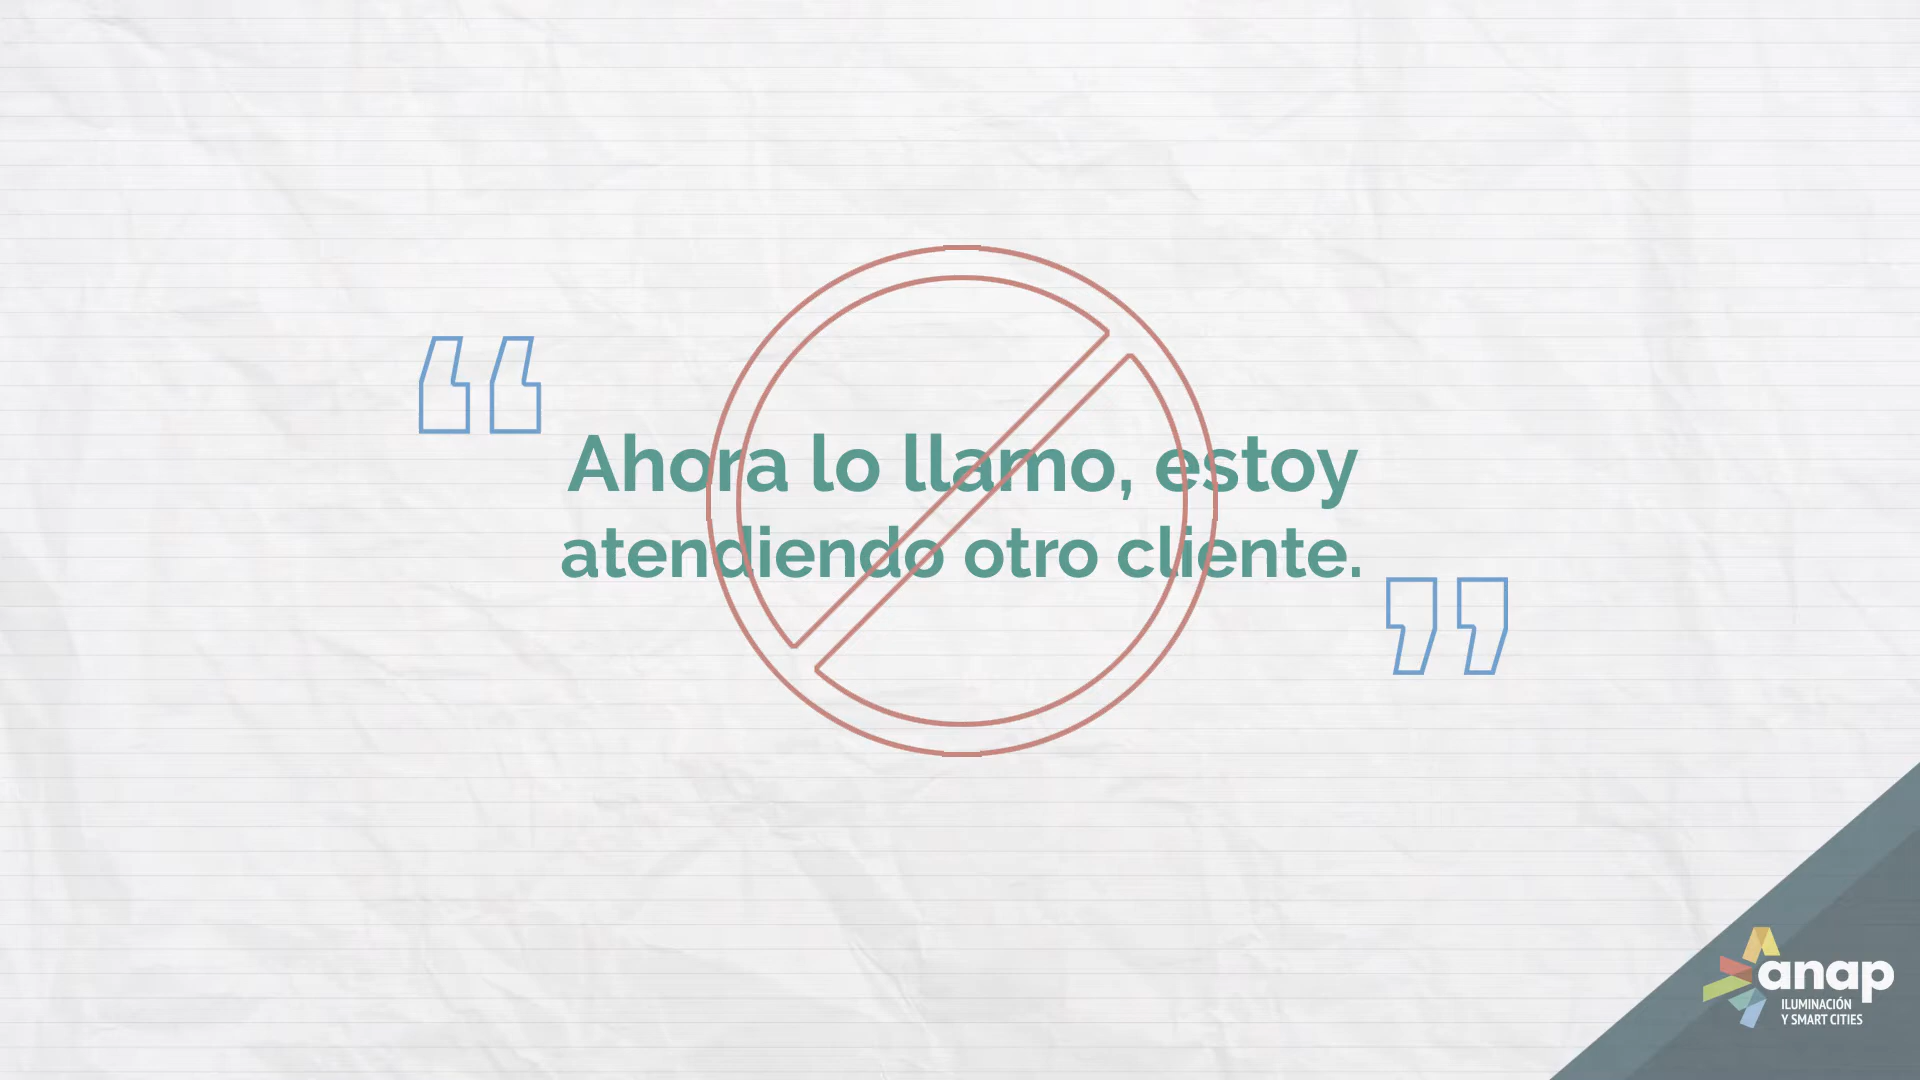 “
Ahora lo llamo, estoy
atendiendo otro cliente.
”
anap
ILUMINACIÓN
Y SMART CITIES